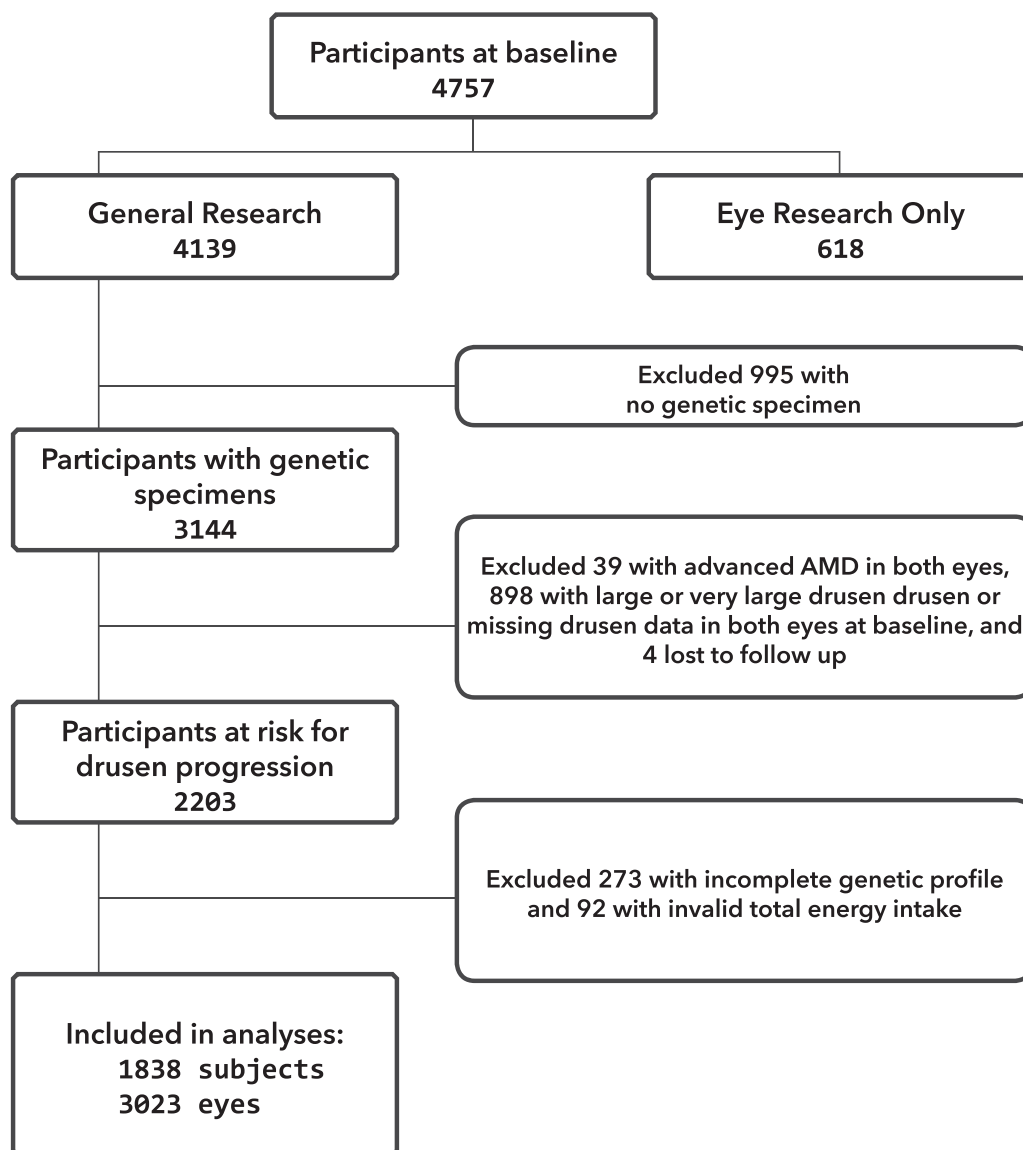 Participants at baseline
4757
General Research
4139
Eye Research Only
618
Excluded 995 with
no genetic specimen
Participants with genetic
specimens
3144
Excluded 39 with advanced AMD in both eyes,
898 with large or very large drusen drusen or
missing drusen data in both eyes at baseline, and
4 lost to follow up
Participants at risk for
drusen progression
2203
Excluded 273 with incomplete genetic profile
and 92 with invalid total energy intake
Included in analyses:
1838 subjects
3023 eyes